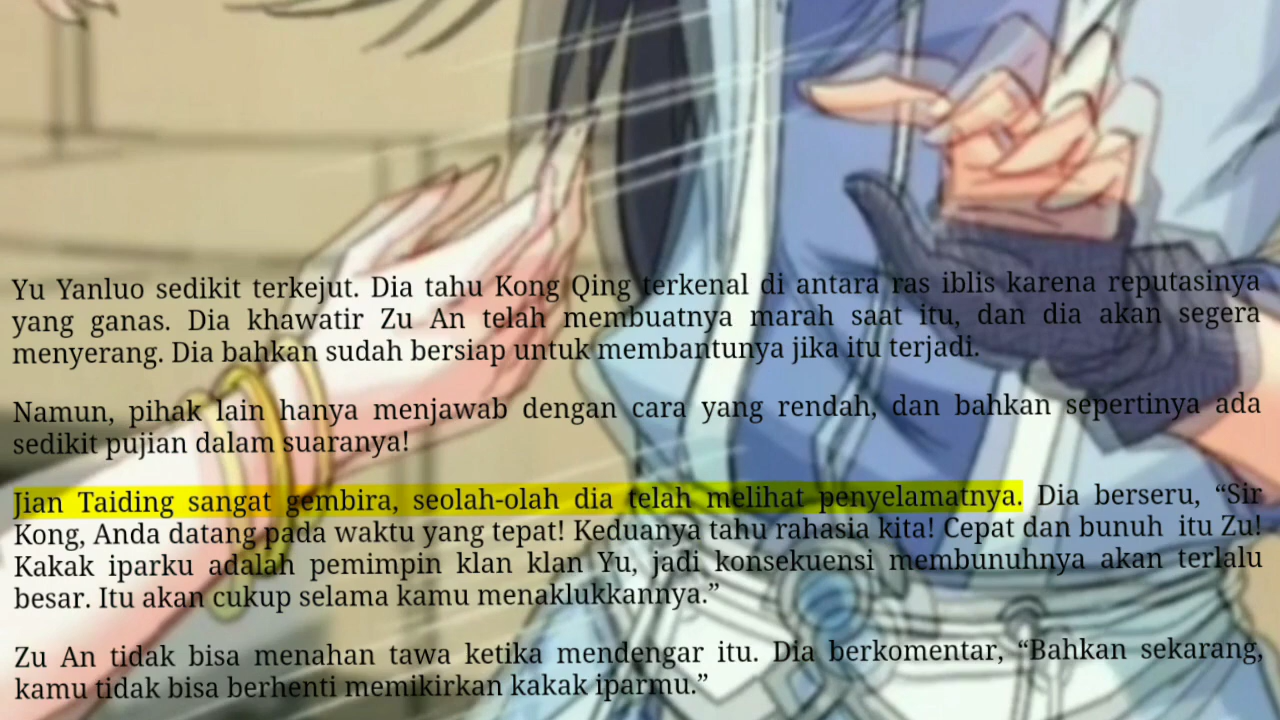 Yu Yanluo sedikit terkejut. Dia tahu Kong Qing terkenal di antara ras iblis karena reputasinya
yang ganas. Dia khawatir Zu An telah membuatnya marah saat itu, dan dia akan segera
menyerang. Dia bahkan sudah bersiap untuk membantunya jika itu terjadi.
Namun, pihak lain hanya menjawab dengan cara yang rendah, dan bahkan sepertinya ada
sedikit pujian dalam suaranya!
Jian Taiding sangat gembira, seolah-olah dia telah melihat penyelamatnya. Dia berseru, “Sir
Kong, Anda datang pada waktu yang tepat! Keduanya tahu rahasia kita! Cepat dan bunuh itu Zu!
Kakak iparku adalah pemimpin klan klan Yu, jadi konsekuensi membunuhnya akan terlalu
besar. Itu akan cukup selama kamu menaklukkannya.”
Zu An tidak bisa menahan tawa ketika mendengar itu. Dia berkomentar, “Bahkan sekarang,
kamu tidak bisa berhenti memikirkan kakak iparmu.”